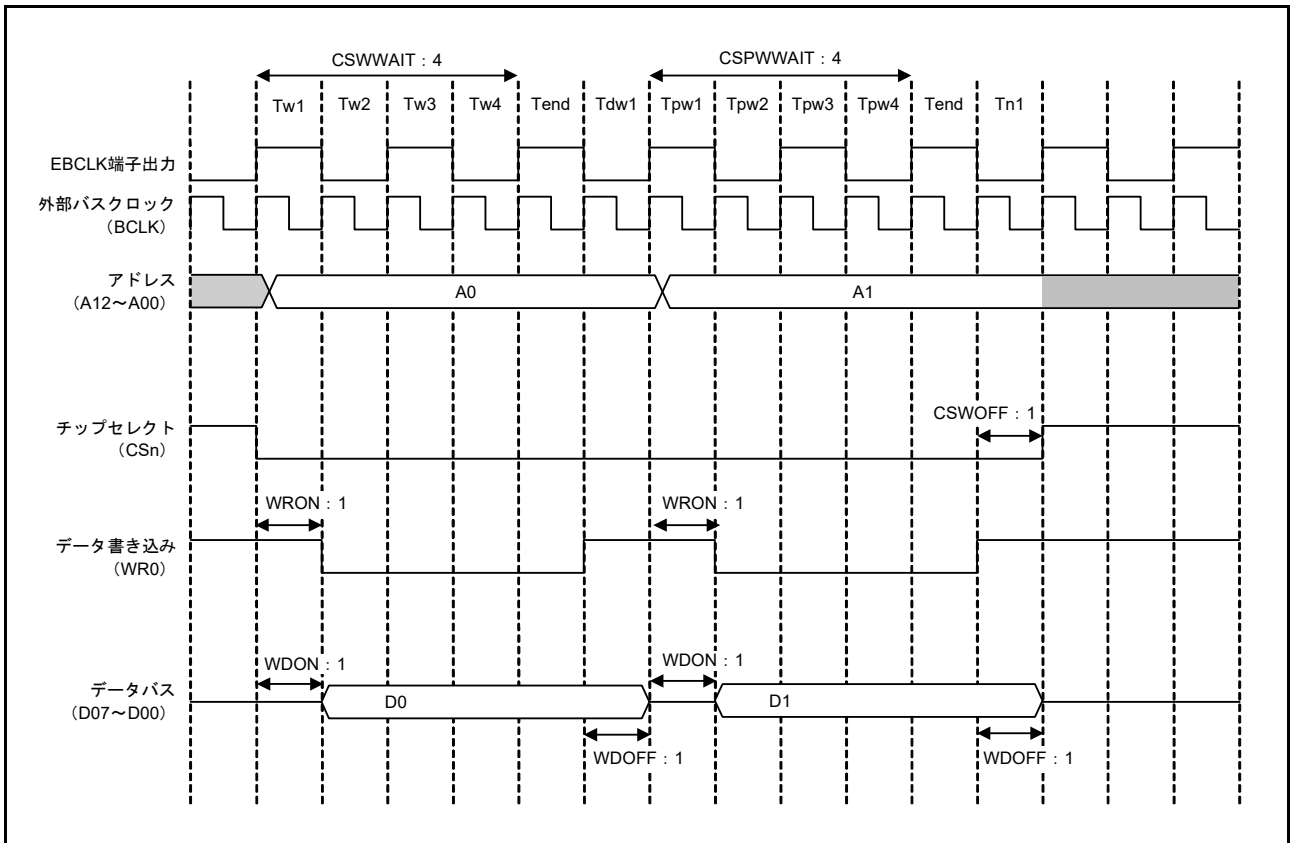 CSWWAIT：4 CSPWWAIT：4
Tw1 Tw2 Tw3 Tw4 Tend Tdw1 Tpw1 Tpw2 Tpw3 Tpw4 Tend Tn1
EBCLK端子出力
外部バスクロック
（BCLK）
アドレス
（A12～A00）
A0 A1
CSWOFF：1
チップセレクト
（CSn）
WRON：1 WRON：1
データ書き込み
（WR0）
WDON：1 WDON：1
データバス
（D07～D00）
D0 D1
WDOFF：1 WDOFF：1